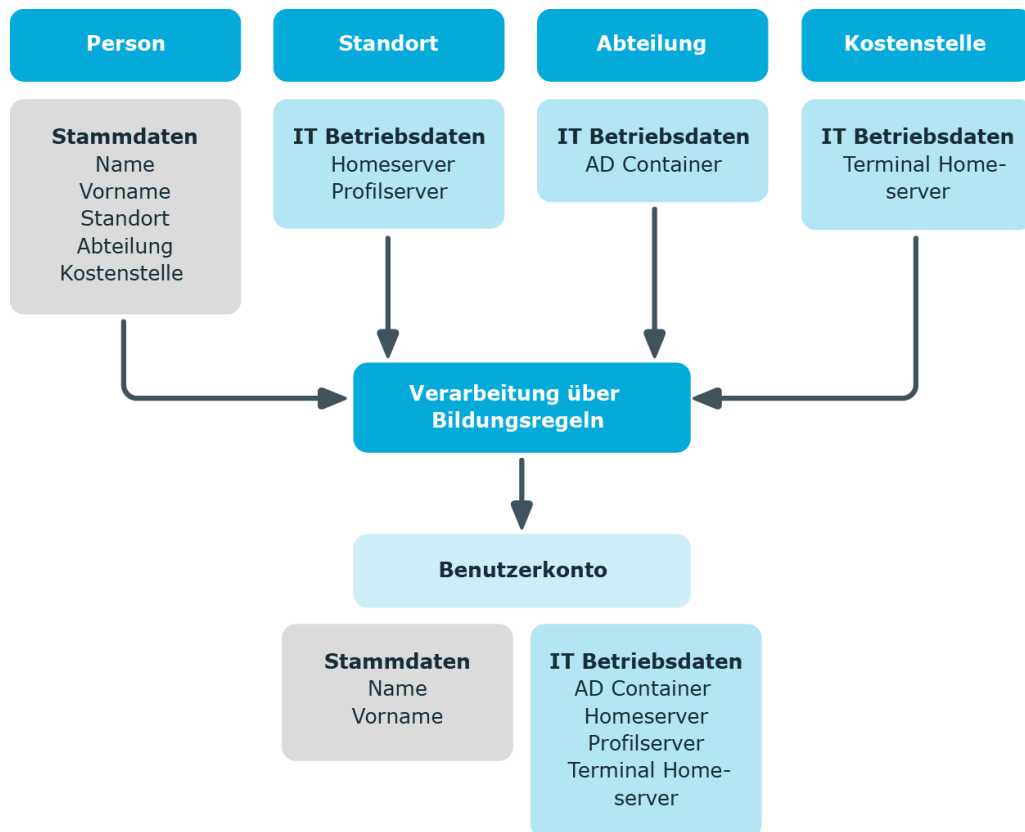 Person
Standort
Abteilung
Kostenstelle
Stammdaten
Name
Vorname
Standort
Abteilung
Kostenstelle
IT Betriebsdaten
Homeserver
Profilserver
IT Betriebsdaten
AD Container
IT Betriebsdaten
Terminal Home-
server
Verarbeitung über
Bildungsregeln
Benutzerkonto
Stammdaten
Name
Vorname
IT Betriebsdaten
AD Container
Homeserver
Profilserver
Terminal Home-
server